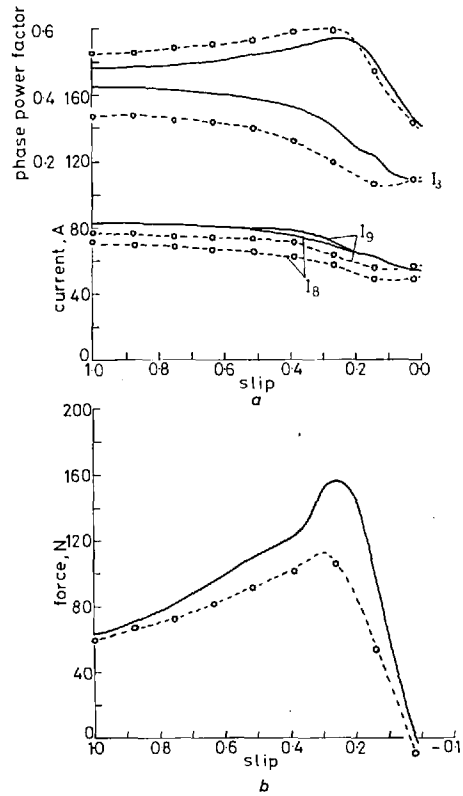 phase power factor
0·6
0·4
0·2
160
120
80
40
0
current, A
I3
I9
I8
1·0 0·8 0·6 0·4 0·2 0·0
slip
a
200
160
120
80
40
0
force, N
1·0 0·8 0·6 0·4 0·2 -0·1
slip
b